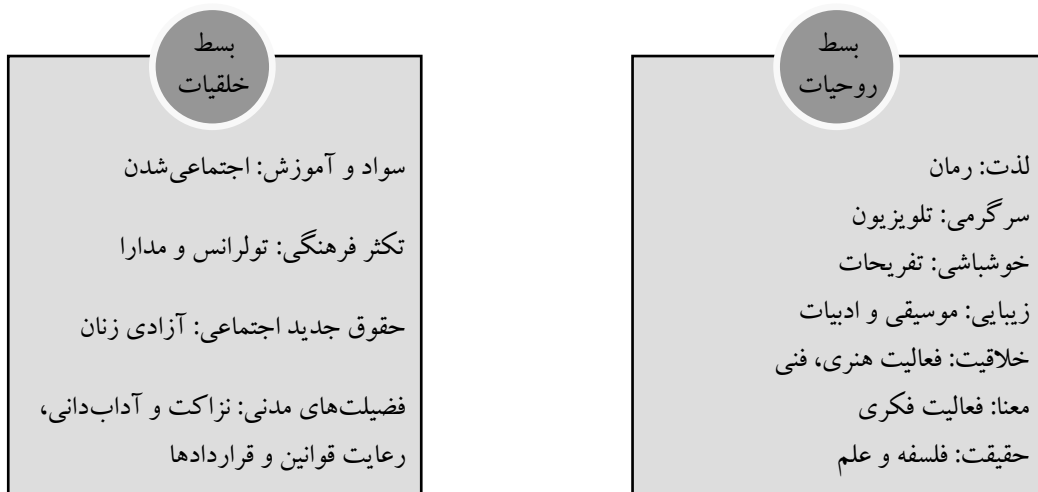 بسط
روحیات
لذت: رمان
سرگرمی: تلویزیون
خوشباشی: تفریحات
زیبایی: موسیقی و ادبیات
خلاقیت: فعالیت هنری، فنی
معنا: فعالیت فکری
حقیقت: فلسفه و علم
بسط
خلقیات
سواد و آموزش: اجتماعی‌شدن
تکثر فرهنگی: تولرانس و مدارا
حقوق جدید اجتماعی: آزادی زنان
فضیلت‌های مدنی: نزاکت و آداب‌دانی،
رعایت قوانین و قراردادها